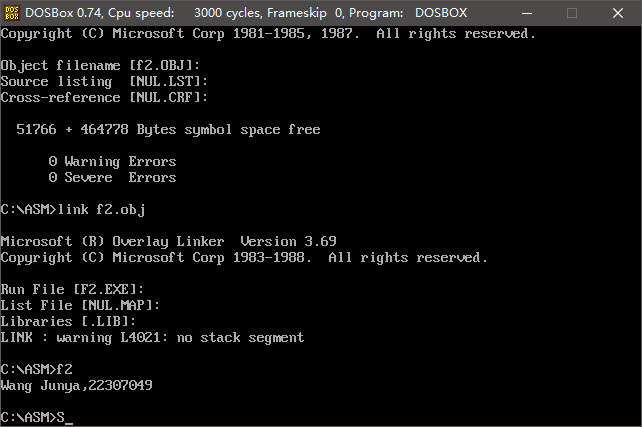 DOSBox 0.74, Cpu speed: 3000 cycles, Frameskip 0, Program: DOSBOX
Copyright (C) Microsoft Corp 1981-1985, 1987. All rights reserved.
Object filename [f2.OBJ]:
Source listing [NUL.LST]:
Cross-reference [NUL.CRF]:
51766 + 464778 Bytes symbol space free
0 Warning Errors
0 Severe Errors
C:\ASM>link f2.obj
Microsoft (R) Overlay Linker Version 3.69
Copyright (C) Microsoft Corp 1983-1988. All rights reserved.
Run File [F2.EXE]:
List File [NUL.MAP]:
Libraries [.LIB]:
LINK : warning L4021: no stack segment
C:\ASM>f2
Wang Junya,22307049
C:\ASM>S_